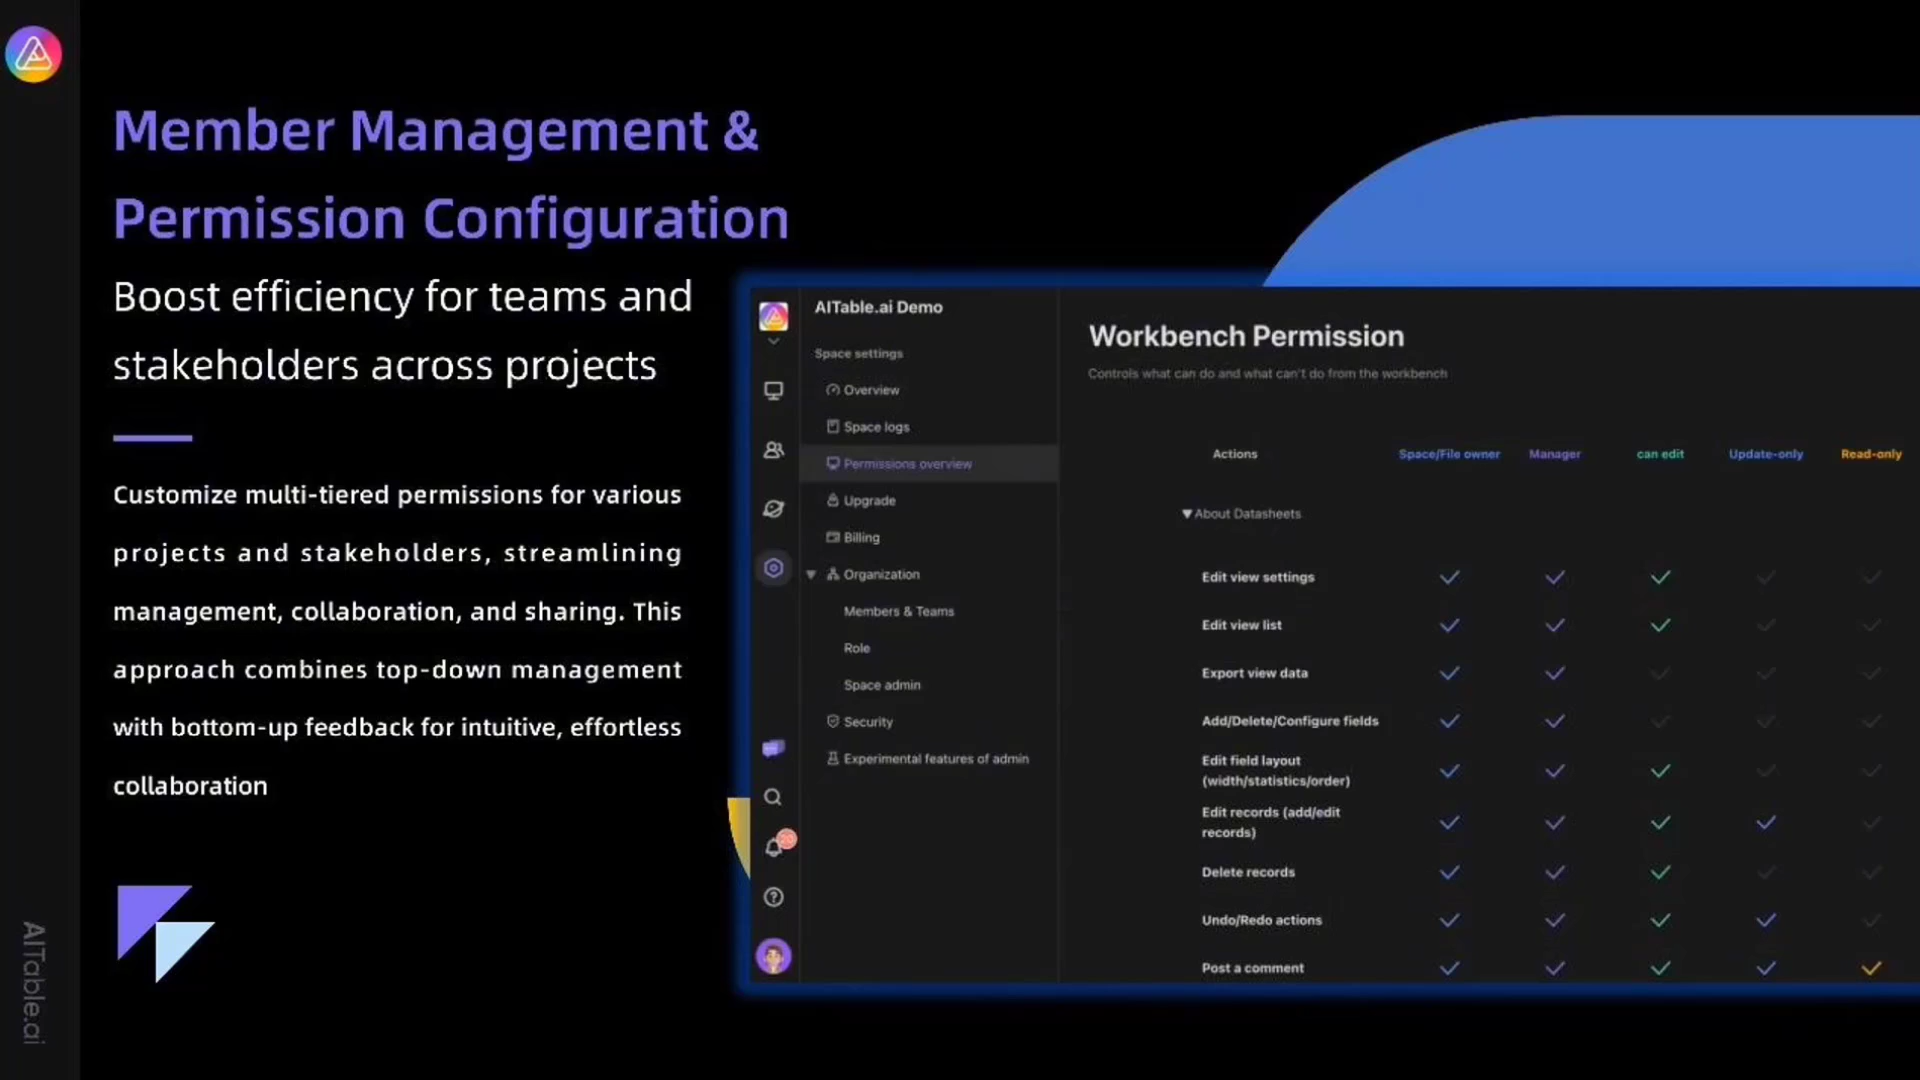 Member Management &
Permission Configuration
Boost efficiency for teams and
stakeholders across projects
Customize multi-tiered permissions for various
projects and stakeholders, streamlining
management, collaboration, and sharing. This
approach combines top-down management
with bottom-up feedback for intuitive, effortless
collaboration
AITable.ai
AITable.ai Demo
Space settings
Overview
Space logs
Permissions overview
Upgrade
Billing
Organization
Members & Teams
Role
Space admin
Security
Experimental features of admin
20
Workbench Permission
Controls what can do and what can't do from the workbench
Actions Space/File owner Manager can edit Update-only Read-only
About Datasheets
Edit view settings
Edit view list
Export view data
Add/Delete/Configure fields
Edit field layout
(width/statistics/order)
Edit records (add/edit
records)
Delete records
Undo/Redo actions
Post a comment